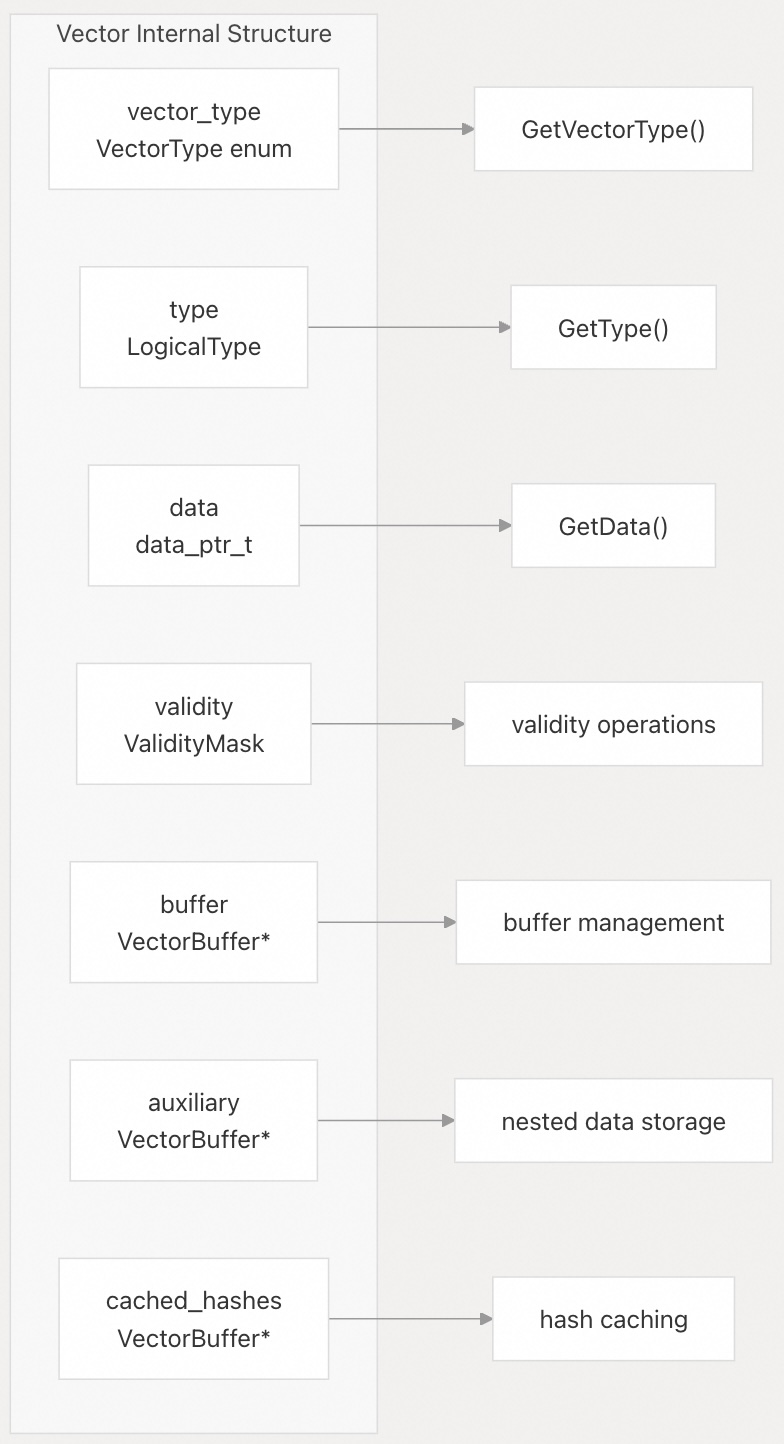 Vector Internal Structure
vector_type
VectorType enum
GetVectorType()
type
LogicalType
GetType()
data
data_ptr_t
GetData()
validity
ValidityMask
validity operations
buffer
VectorBuffer*
buffer management
auxiliary
VectorBuffer*
nested data storage
cached_hashes
VectorBuffer*
hash caching